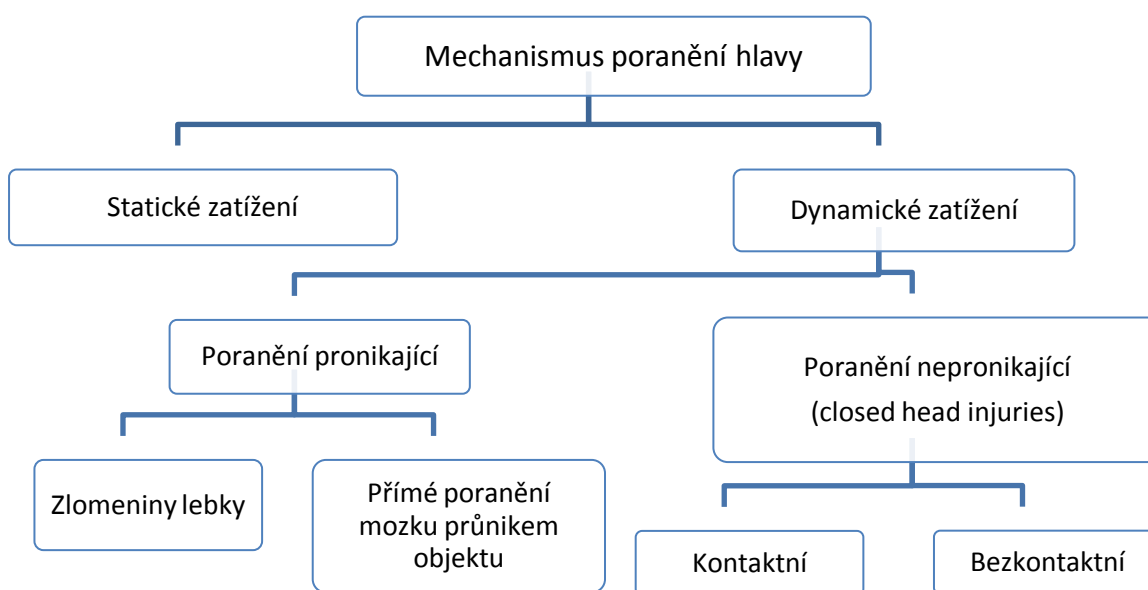 Mechanismus poranění hlavy
Statické zatížení
Dynamické zatížení
Poranění pronikající
Poranění nepronikající
(closed head injuries)
Zlomeniny lebky
Přímé poranění
mozku průnikem
objektu
Kontaktní
Bezkontaktní